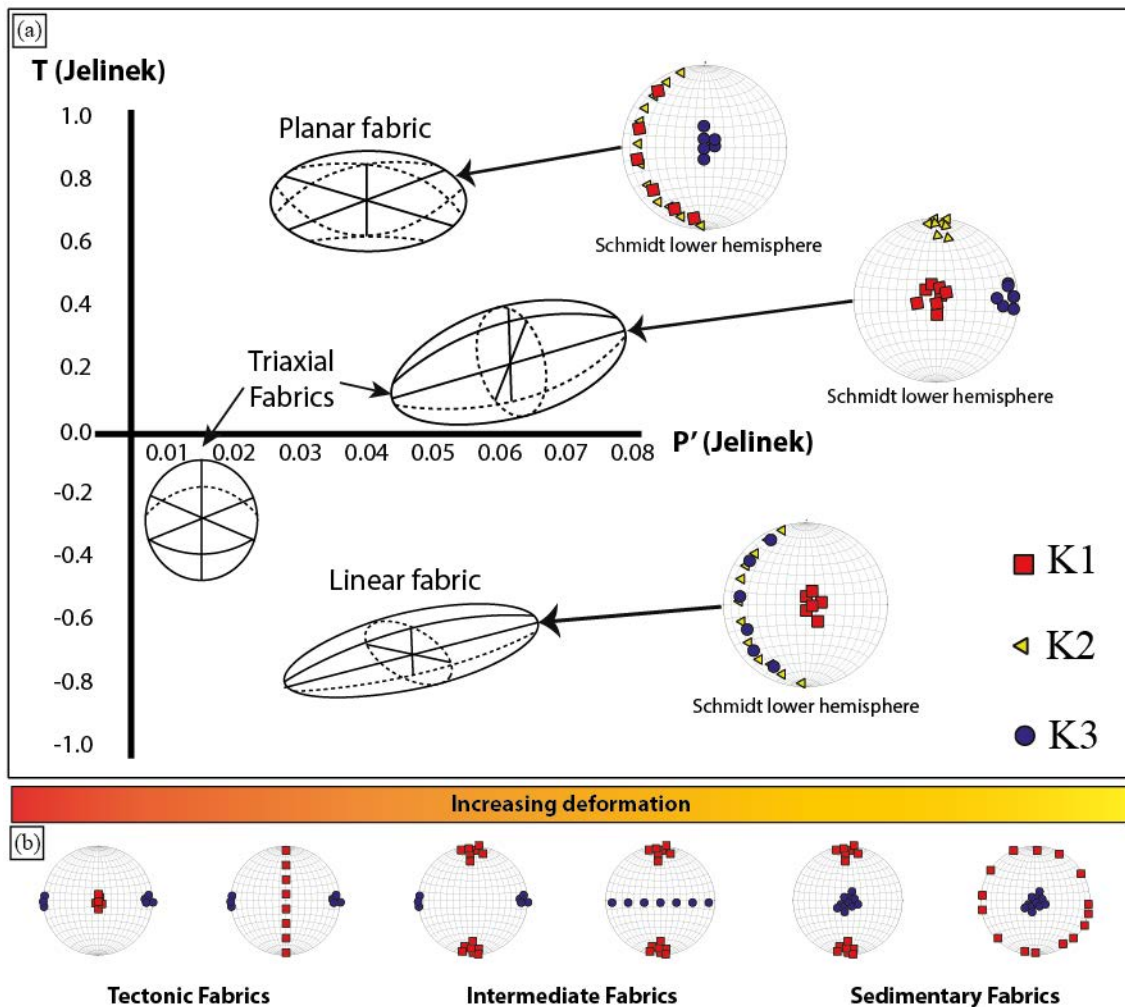 (a)
T (Jelinek)
1.0
0.8
0.6
0.4
0.2
0.0
-0.2
-0.4
-0.6
-0.8
-1.0
Planar fabric
Schmidt lower hemisphere
Triaxial
Fabrics
Schmidt lower hemisphere
0.01 0.02 0.03 0.04 0.05 0.06 0.07 0.08
P' (Jelinek)
Linear fabric
Schmidt lower hemisphere
K1
K2
K3
Increasing deformation
(b)
Tectonic Fabrics
Intermediate Fabrics
Sedimentary Fabrics